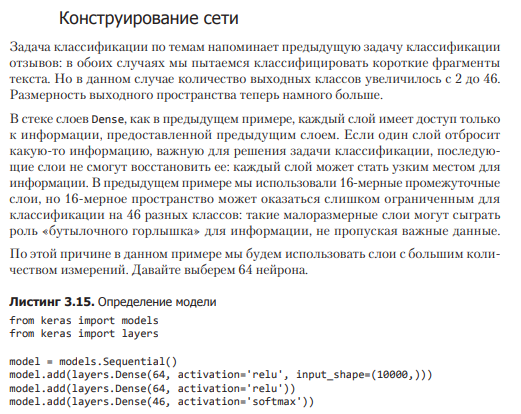 Конструирование сети
Задача классификации по темам напоминает предыдущую задачу классификации
отзывов: в обоих случаях мы пытаемся классифицировать короткие фрагменты
текста. Но в данном случае количество выходных классов увеличилось с 2 до 46.
Размерность выходного пространства теперь намного больше.
В стеке слоев Dense, как в предыдущем примере, каждый слой имеет доступ только
к информации, предоставленной предыдущим слоем. Если один слой отбросит
какую-то информацию, важную для решения задачи классификации, последую-
щие слои не смогут восстановить ее: каждый слой может стать узким местом для
информации. В предыдущем примере мы использовали 16-мерные промежуточные
слои, но 16-мерное пространство может оказаться слишком ограниченным для
классификации на 46 разных классов: такие малоразмерные слои могут сыграть
роль «бутылочного горлышка» для информации, не пропуская важные данные.
По этой причине в данном примере мы будем использовать слои с большим коли-
чеством измерений. Давайте выберем 64 нейрона.
Листинг 3.15. Определение модели
from keras import models
from keras import layers
model = models.Sequential()
model.add(layers.Dense(64, activation='relu', input_shape=(10000,)))
model.add(layers.Dense(64, activation='relu'))
model.add(layers.Dense(46, activation='softmax'))